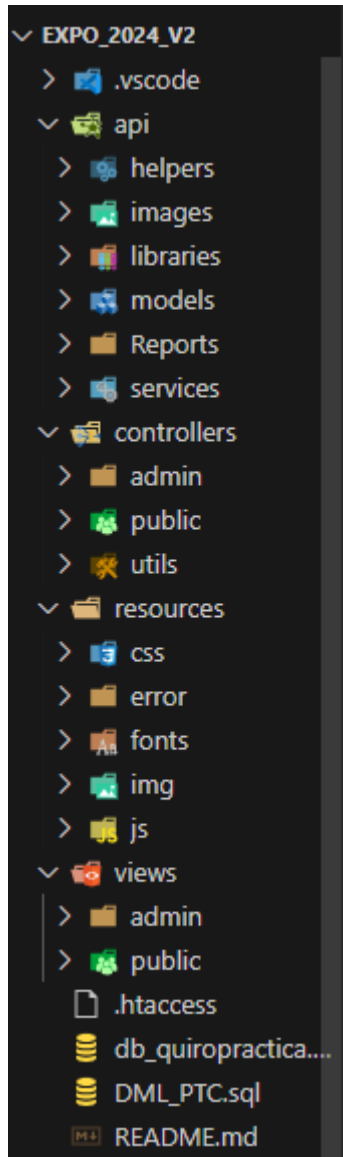 EXPO_2024_V2
.vscode
api
helpers
images
libraries
models
Reports
services
controllers
admin
public
utils
resources
css
error
fonts
img
js
views
admin
public
.htaccess
db_quiropractica....
DML_PTC.sql
README.md